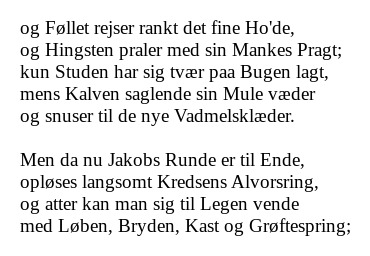 og Føllet rejser rankt det fine Ho'de,
og Hingsten praler med sin Mankes Pragt;
kun Studen har sig tvær paa Bugen lagt,
mens Kalven saglende sin Mule væder
og snuser til de nye Vadmelsklæder.

Men da nu Jakobs Runde er til Ende,
opløses langsomt Kredsens Alvorsring,
og atter kan man sig til Legen vende
med Løben, Bryden, Kast og Grøftespring;